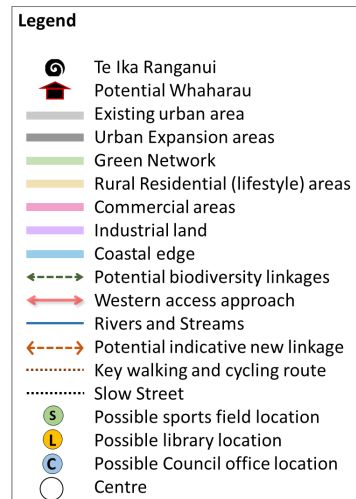 Legend
Te Ika Ranganui
Potential Whaharau
Existing urban area
Urban Expansion areas
Green Network
Rural Residential (lifestyle) areas
Commercial areas
Industrial land
Coastal edge
Potential biodiversity linkages
Western access approach
Rivers and Streams
Potential indicative new linkage
Key walking and cycling route
Slow Street
S Possible sports field location
L Possible library location
C Possible Council office location
Centre